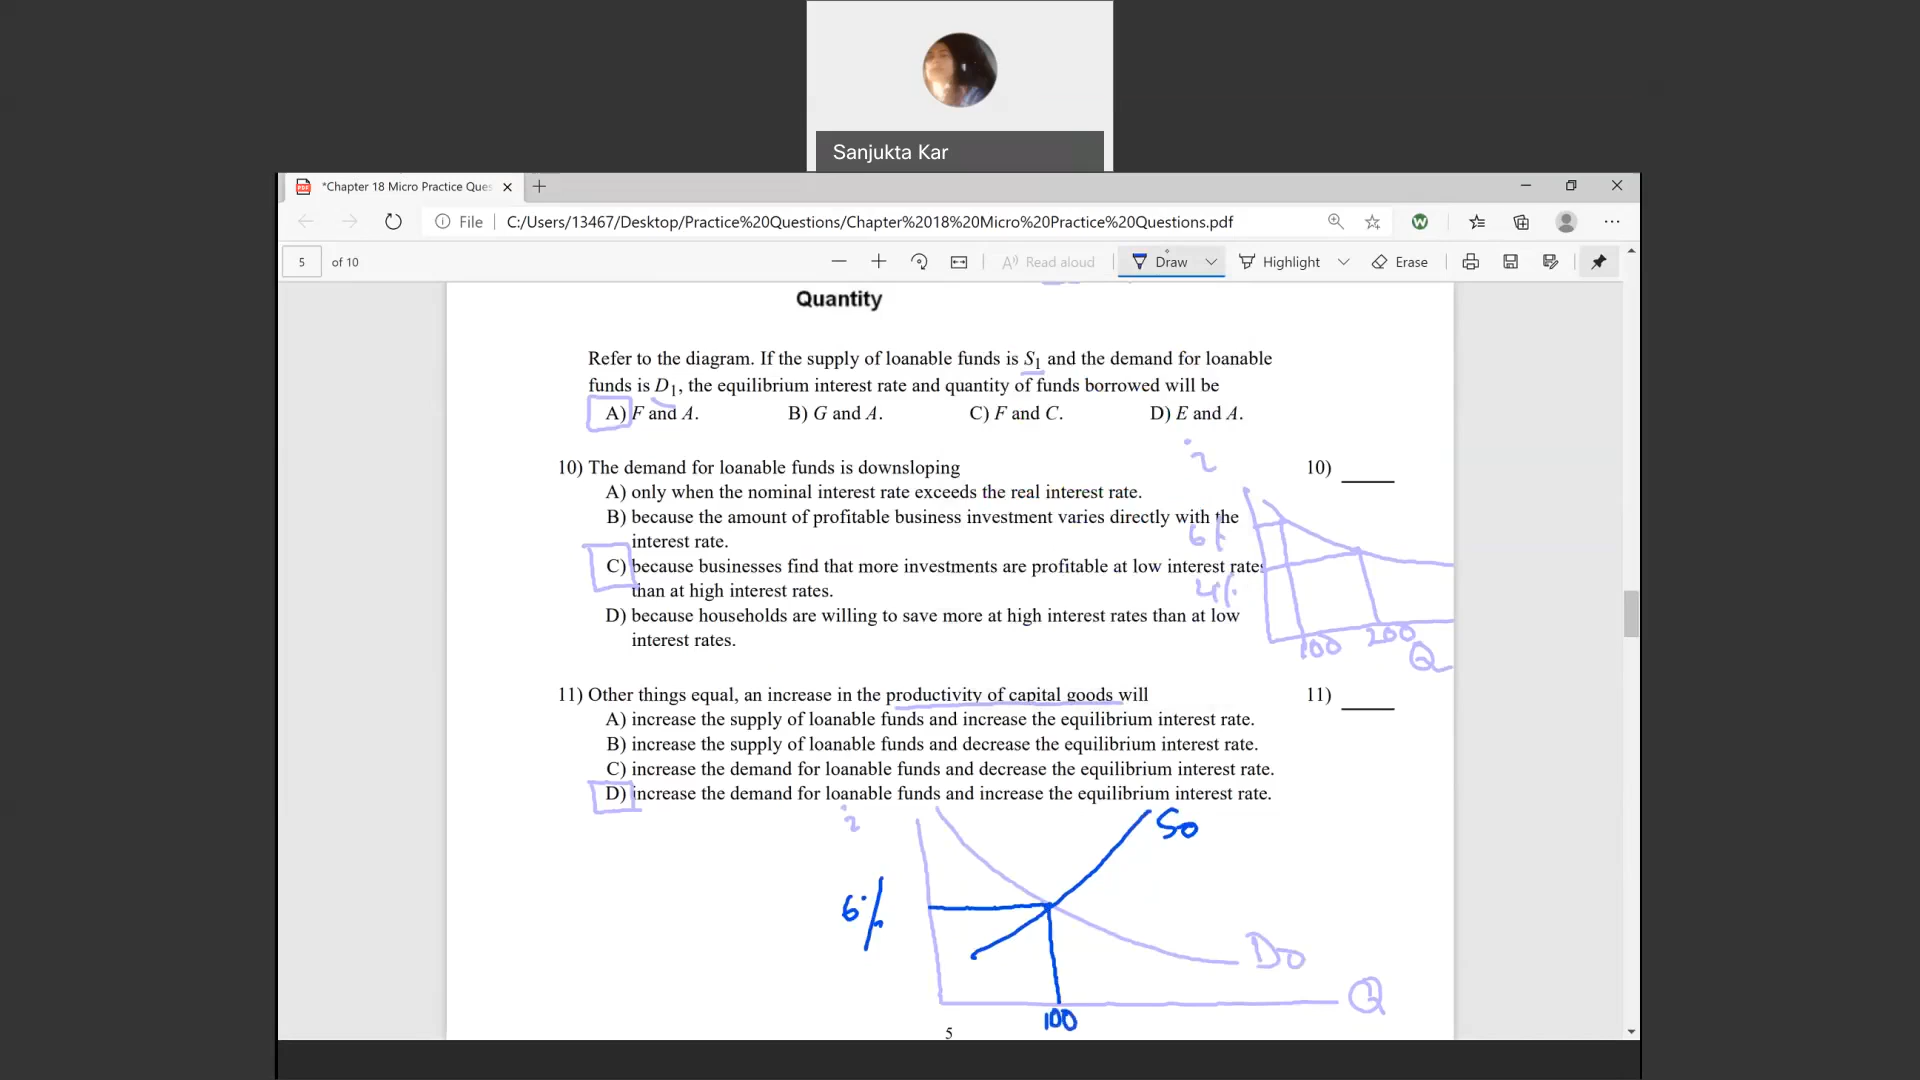 Sanjukta Kar
*Chapter 18 Micro Practice Ques
File C:/Users/13467/Desktop/Practice%20Questions/Chapter%2018%20Micro%20Practice%20Questions.pdf
5 of 10 Read aloud Draw Highlight Erase
Quantity
Refer to the diagram. If the supply of loanable funds is S1 and the demand for loanable
funds is D1, the equilibrium interest rate and quantity of funds borrowed will be
A) F and A. B) G and A. C) F and C. D) E and A.
i
10) The demand for loanable funds is downsloping 10) ______
A) only when the nominal interest rate exceeds the real interest rate.
B) because the amount of profitable business investment varies directly with the
interest rate.
6%
C) because businesses find that more investments are profitable at low interest rates
than at high interest rates.
4%
D) because households are willing to save more at high interest rates than at low
interest rates.
100 200
Q
11) Other things equal, an increase in the productivity of capital goods will 11) ______
A) increase the supply of loanable funds and increase the equilibrium interest rate.
B) increase the supply of loanable funds and decrease the equilibrium interest rate.
C) increase the demand for loanable funds and decrease the equilibrium interest rate.
D) increase the demand for loanable funds and increase the equilibrium interest rate.
i
S0
6%
D0
Q
100
5